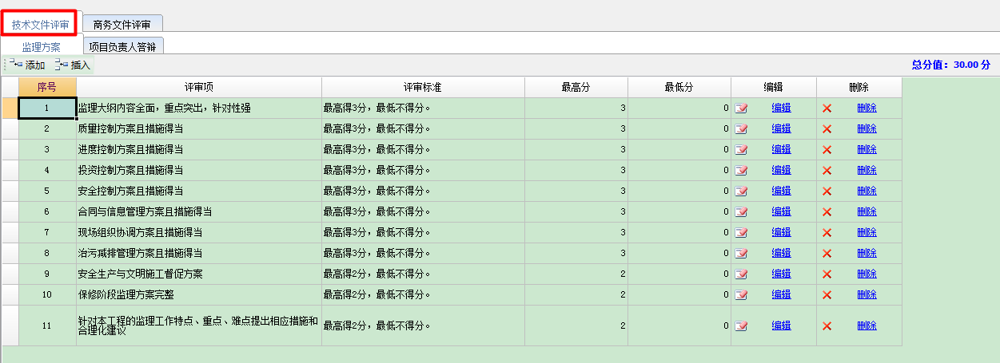 技术文件评审 商务文件评审
监理方案 项目负责人答辩
添加 插入 总分值：30.00 分
序号 评审项 评审标准 最高分 最低分 编辑 删除
1 监理大纲内容全面，重点突出，针对性强 最高得3分，最低不得分。 3 0 编辑 删除
2 质量控制方案且措施得当 最高得3分，最低不得分。 3 0 编辑 删除
3 进度控制方案且措施得当 最高得3分，最低不得分。 3 0 编辑 删除
4 投资控制方案且措施得当 最高得3分，最低不得分。 3 0 编辑 删除
5 安全控制方案且措施得当 最高得3分，最低不得分。 3 0 编辑 删除
6 合同与信息管理方案且措施得当 最高得3分，最低不得分。 3 0 编辑 删除
7 现场组织协调方案且措施得当 最高得3分，最低不得分。 3 0 编辑 删除
8 治污减排管理方案且措施得当 最高得3分，最低不得分。 3 0 编辑 删除
9 安全生产与文明施工督促方案 最高得2分，最低不得分。 2 0 编辑 删除
10 保修阶段监理方案完整 最高得2分，最低不得分。 2 0 编辑 删除
11 针对本工程的监理工作特点、重点、难点提出相应措施和
合理化建议 最高得2分，最低不得分。 2 0 编辑 删除